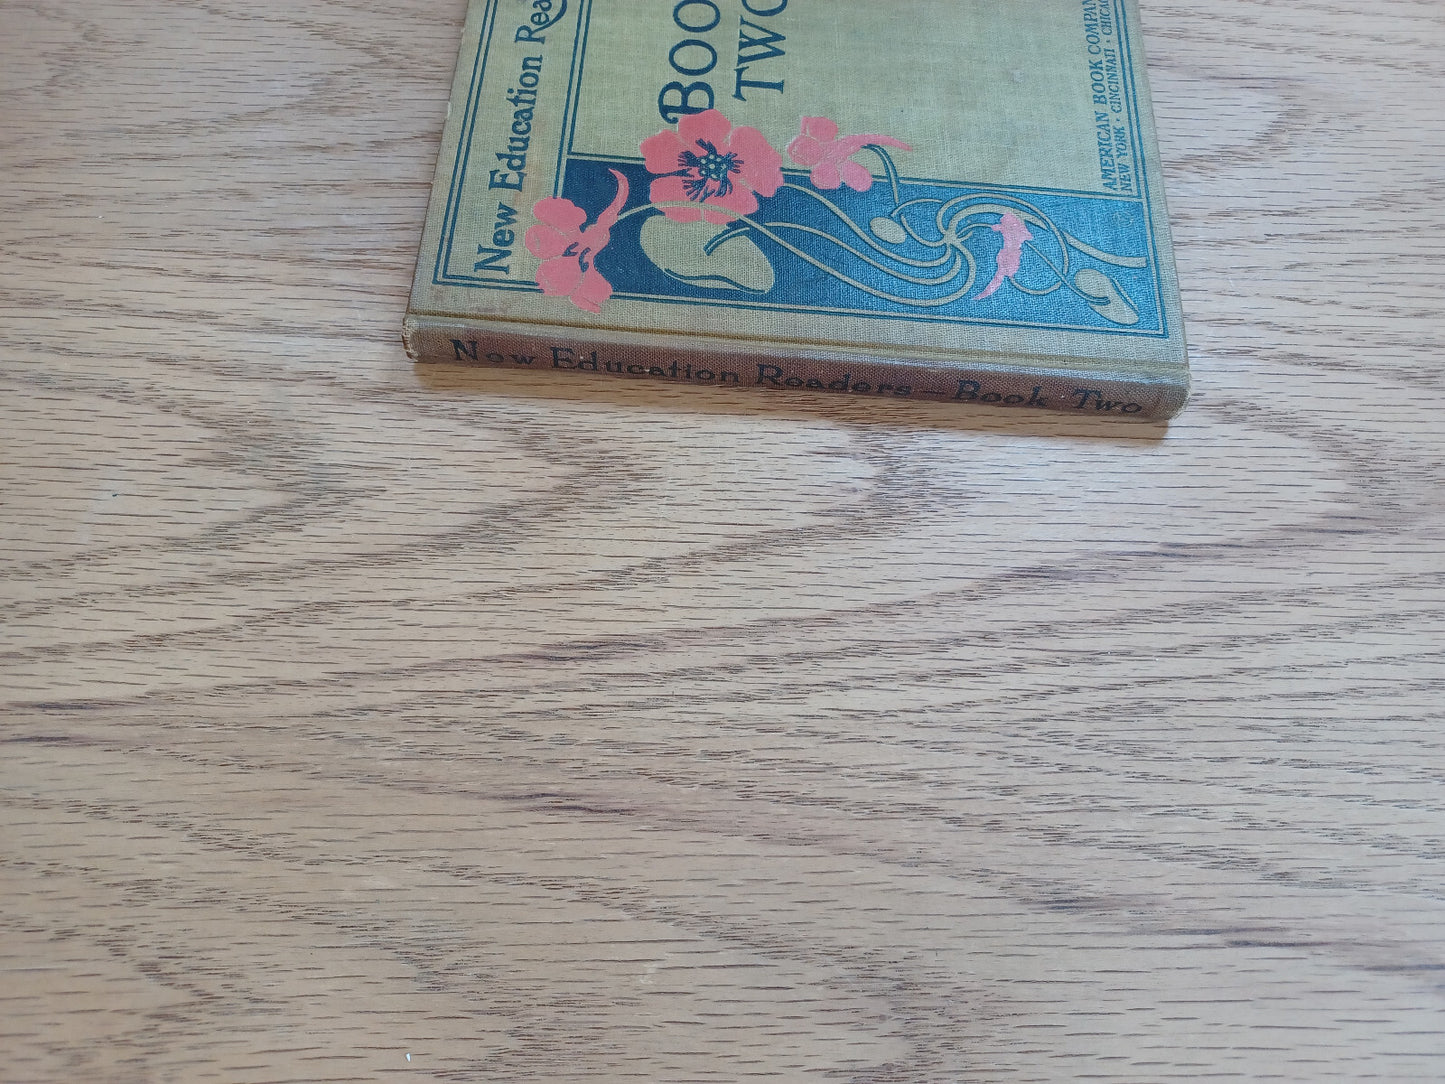 New Education Rea
BOO
TWO
AMERICAN BOOK COMPAN
NEW YORK · CINCINNATI · CHICA
New Education Readers—Book Two